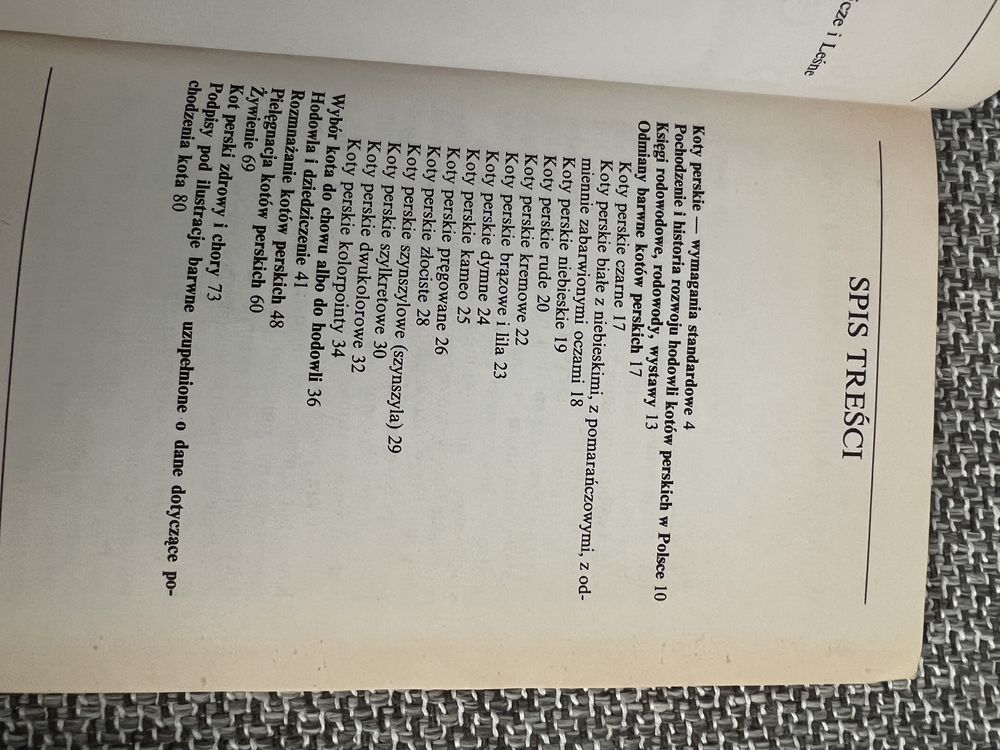 cze i Leśne
SPIS TREŚCI
Koty perskie — wymagania standardowe 4
Pochodzenie i historia rozwoju hodowli kotów perskich w Polsce 10
Księgi rodowodowe, rodowody, wystawy 13
Odmiany barwne kotów perskich 17
Koty perskie czarne 17
Koty perskie białe z niebieskimi, z pomarańczowymi, z od-
miennie zabarwionymi oczami 18
Koty perskie niebieskie 19
Koty perskie rude 20
Koty perskie kremowe 22
Koty perskie brązowe i lila 23
Koty perskie dymne 24
Koty perskie kameo 25
Koty perskie pręgowane 26
Koty perskie złociste 28
Koty perskie szynszylowe (szynszyla) 29
Koty perskie szylkretowe 30
Koty perskie dwukolorowe 32
Koty perskie kolorpointy 34
Wybór kota do chowu albo do hodowli 36
Hodowla i dziedziczenie 41
Rozmnażanie kotów perskich 48
Pielęgnacja kotów perskich 60
Żywienie 69
Kot perski zdrowy i chory 73
Podpisy pod ilustracje barwne uzupełnione o dane dotyczące po-
chodzenia kota 80